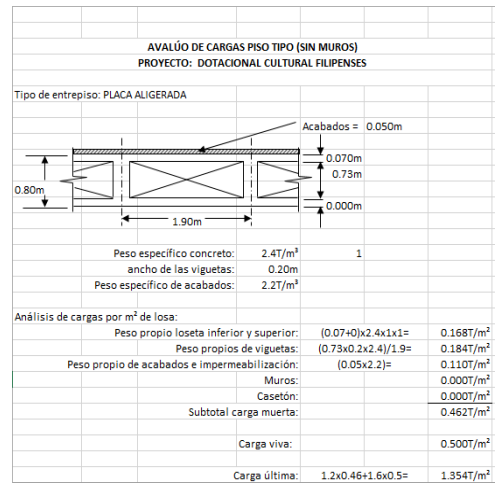 AVALÚO DE CARGAS PISO TIPO (SIN MUROS)
PROYECTO: DOTACIONAL CULTURAL FILIPENSES
Tipo de entrepiso: PLACA ALIGERADA
Acabados = 0.050m
0.070m
0.73m
0.80m
0.000m
1.90m
Peso específico concreto: 2.4T/m³ 1
ancho de las viguetas: 0.20m
Peso específico de acabados: 2.2T/m³
Análisis de cargas por m² de losa:
Peso propio loseta inferior y superior: (0.07+0)x2.4x1x1= 0.168T/m²
Peso propios de viguetas: (0.73x0.2x2.4)/1.9= 0.184T/m²
Peso propio de acabados e impermeabilización: (0.05x2.2)= 0.110T/m²
Muros: 0.000T/m²
Casetón: 0.000T/m²
Subtotal carga muerta: 0.462T/m²
Carga viva: 0.500T/m²
Carga última: 1.2x0.46+1.6x0.5= 1.354T/m²